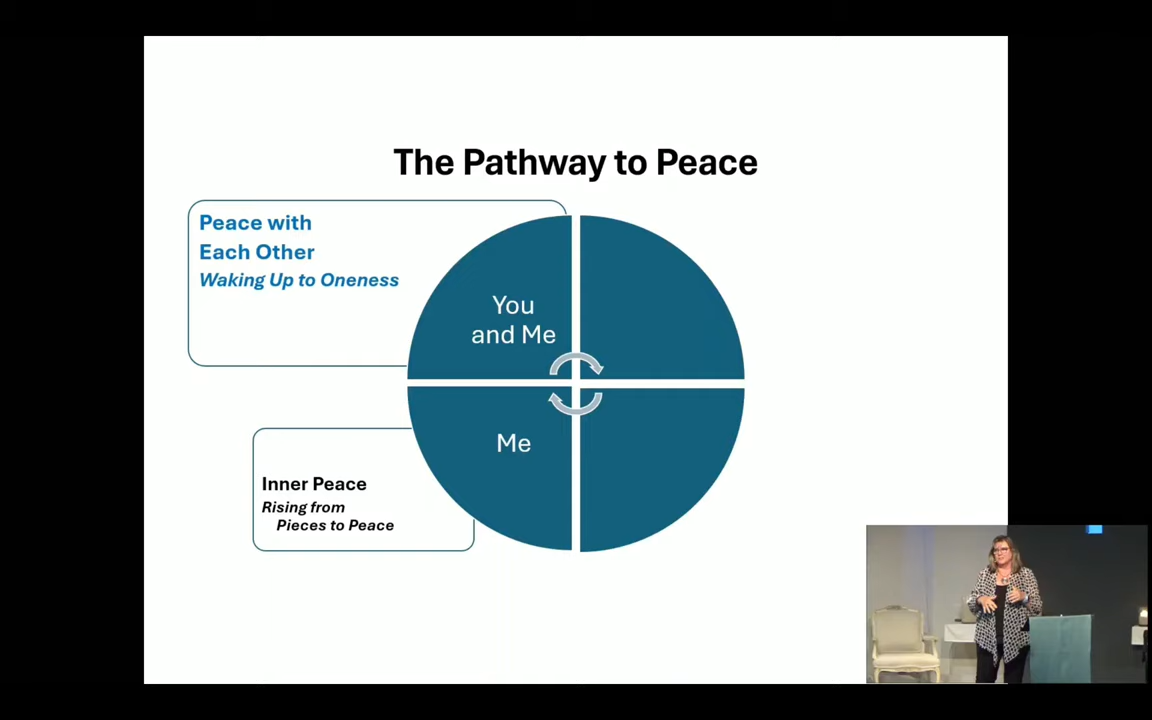 The Pathway to Peace
Peace with
Each Other
Waking Up to Oneness
You
and Me
Me
Inner Peace
Rising from
Pieces to Peace